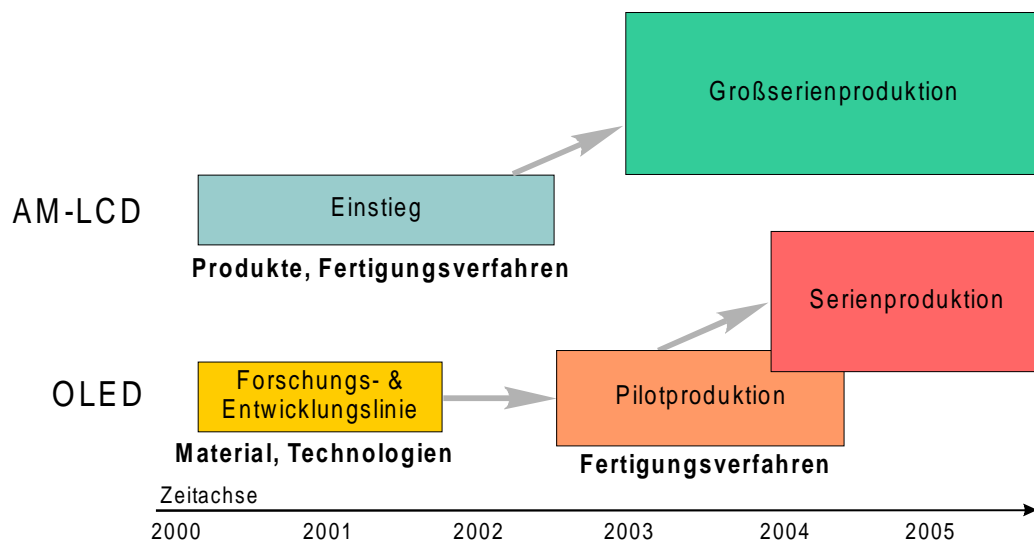 Großserienproduktion
AM-LCD
Einstieg
Produkte, Fertigungsverfahren
Serienproduktion
OLED
Forschungs- &
Entwicklungslinie
Pilotproduktion
Material, Technologien
Fertigungsverfahren
Zeitachse
2000 2001 2002 2003 2004 2005